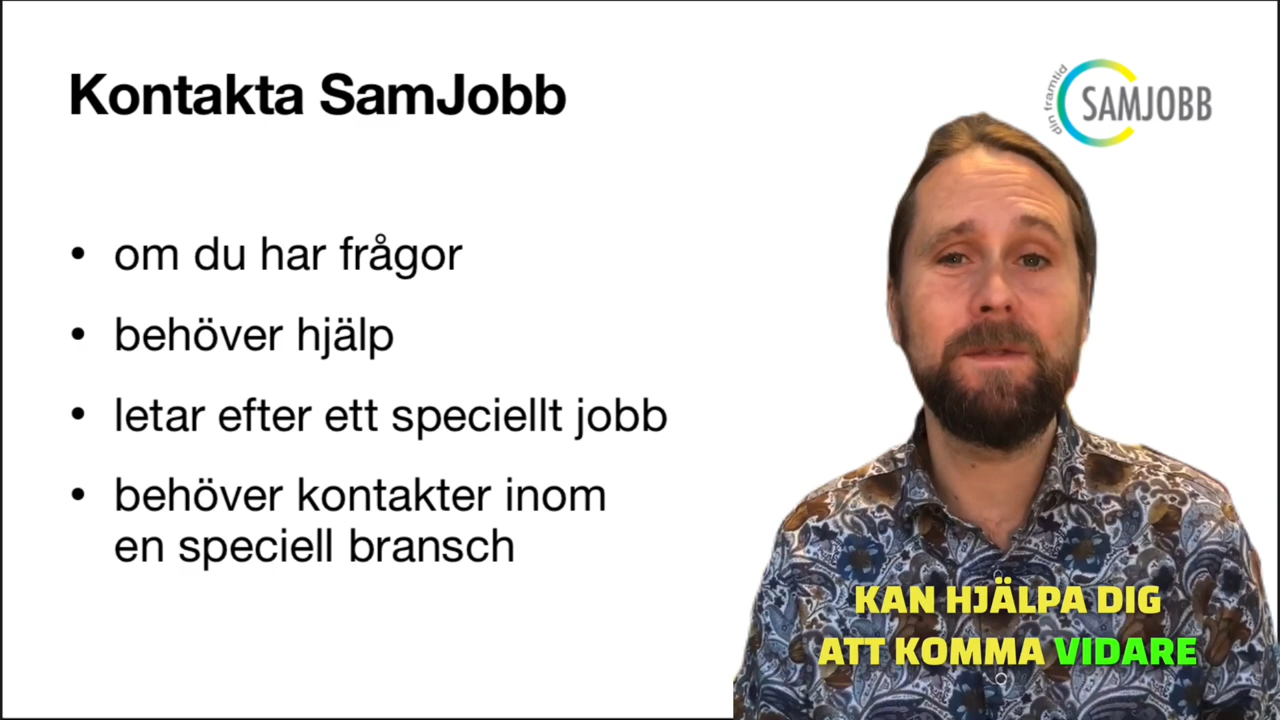 Kontakta SamJobb
din framtid
SAMJOBB
• om du har frågor
• behöver hjälp
• letar efter ett speciellt jobb
• behöver kontakter inom
en speciell bransch
KAN HJÄLPA DIG
ATT KOMMA VIDARE